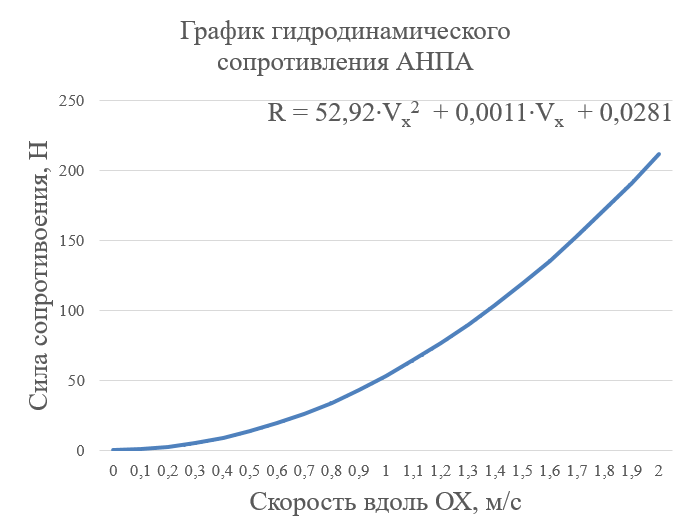 График гидродинамического
сопротивления АНПА
R = 52,92·Vₓ² + 0,0011·Vₓ + 0,0281
Сила сопротивоения, Н
250
200
150
100
50
0
0 0,1 0,2 0,3 0,4 0,5 0,6 0,7 0,8 0,9 1 1,1 1,2 1,3 1,4 1,5 1,6 1,7 1,8 1,9 2
Скорость вдоль OX, м/с